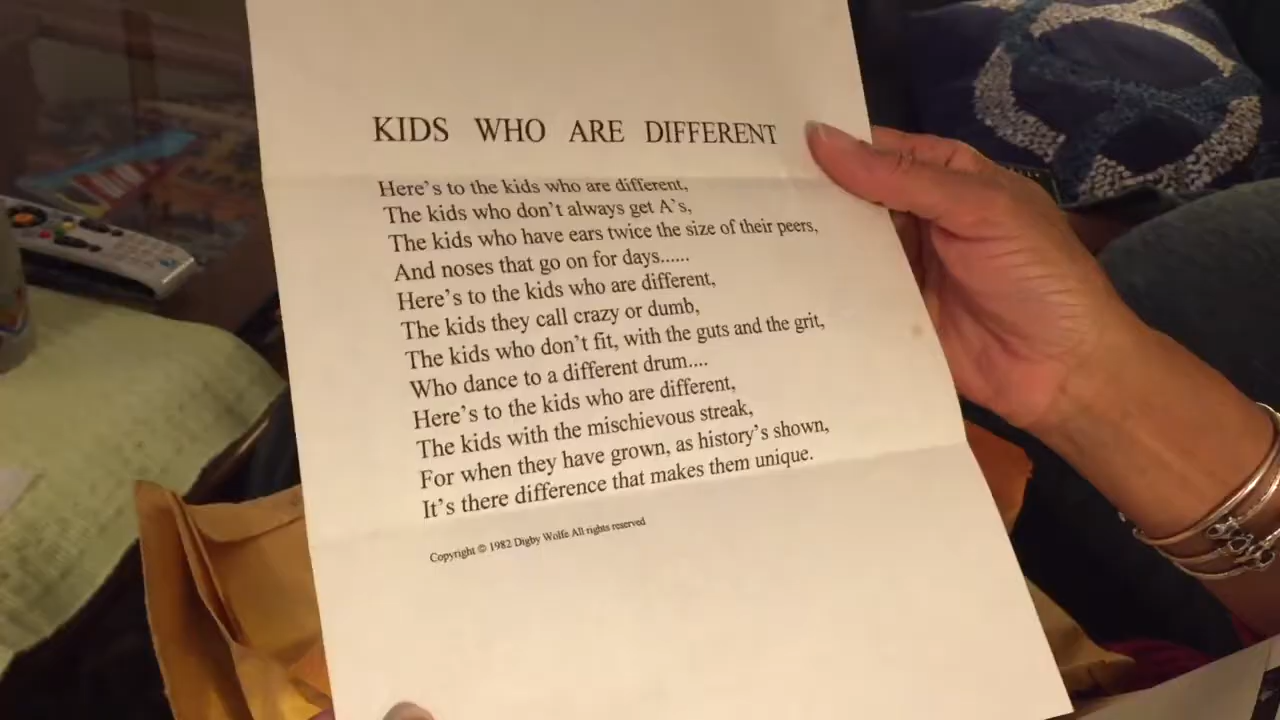 KIDS WHO ARE DIFFERENT
Here's to the kids who are different,
The kids who don't always get A's,
The kids who have ears twice the size of their peers,
And noses that go on for days......
Here's to the kids who are different,
The kids they call crazy or dumb,
The kids who don't fit, with the guts and the grit,
Who dance to a different drum....
Here's to the kids who are different,
The kids with the mischievous streak,
For when they have grown, as history's shown,
It's there difference that makes them unique.
Copyright © 1982 Digby Wolfe All rights reserved